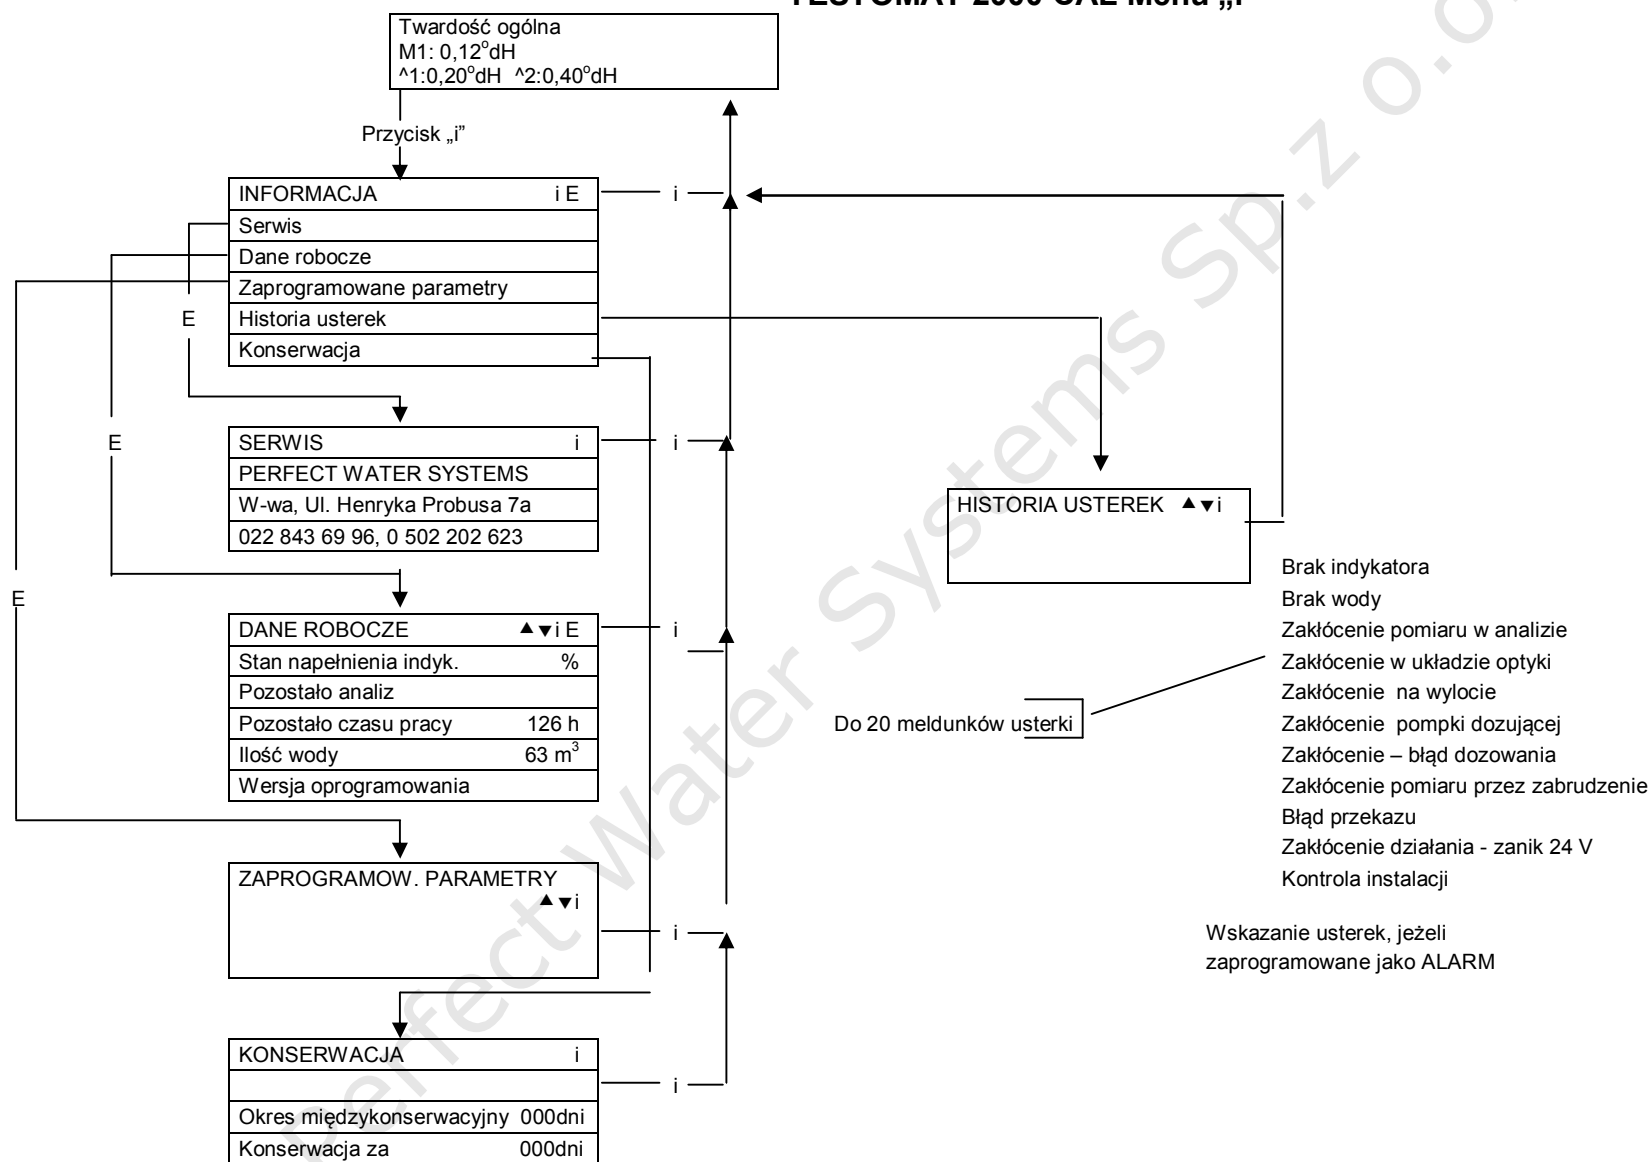 TESTOMAT 2000 CAL Menu „i
Twardość ogólna
M1: 0,12°dH
^1:0,20°dH ^2:0,40°dH
Przycisk „i”
INFORMACJA i E
i
Serwis
Dane robocze
Zaprogramowane parametry
Historia usterek
Konserwacja
E
E
E
SERWIS i
i
PERFECT WATER SYSTEMS
W-wa, Ul. Henryka Probusa 7a
022 843 69 96, 0 502 202 623
DANE ROBOCZE ▲▼i E
i
Stan napełnienia indyk. %
Pozostało analiz
Pozostało czasu pracy 126 h
Ilość wody 63 m³
Wersja oprogramowania
ZAPROGRAMOW. PARAMETRY
▲▼i
i
KONSERWACJA i
i
Okres międzykonserwacyjny 000dni
Konserwacja za 000dni
HISTORIA USTEREK ▲▼i
Do 20 meldunków usterki
Brak indykatora
Brak wody
Zakłócenie pomiaru w analizie
Zakłócenie w układzie optyki
Zakłócenie na wylocie
Zakłócenie pompki dozującej
Zakłócenie – błąd dozowania
Zakłócenie pomiaru przez zabrudzenie
Błąd przekazu
Zakłócenie działania - zanik 24 V
Kontrola instalacji
Wskazanie usterek, jeżeli
zaprogramowane jako ALARM
Perfect Water Systems Sp.z o.o.